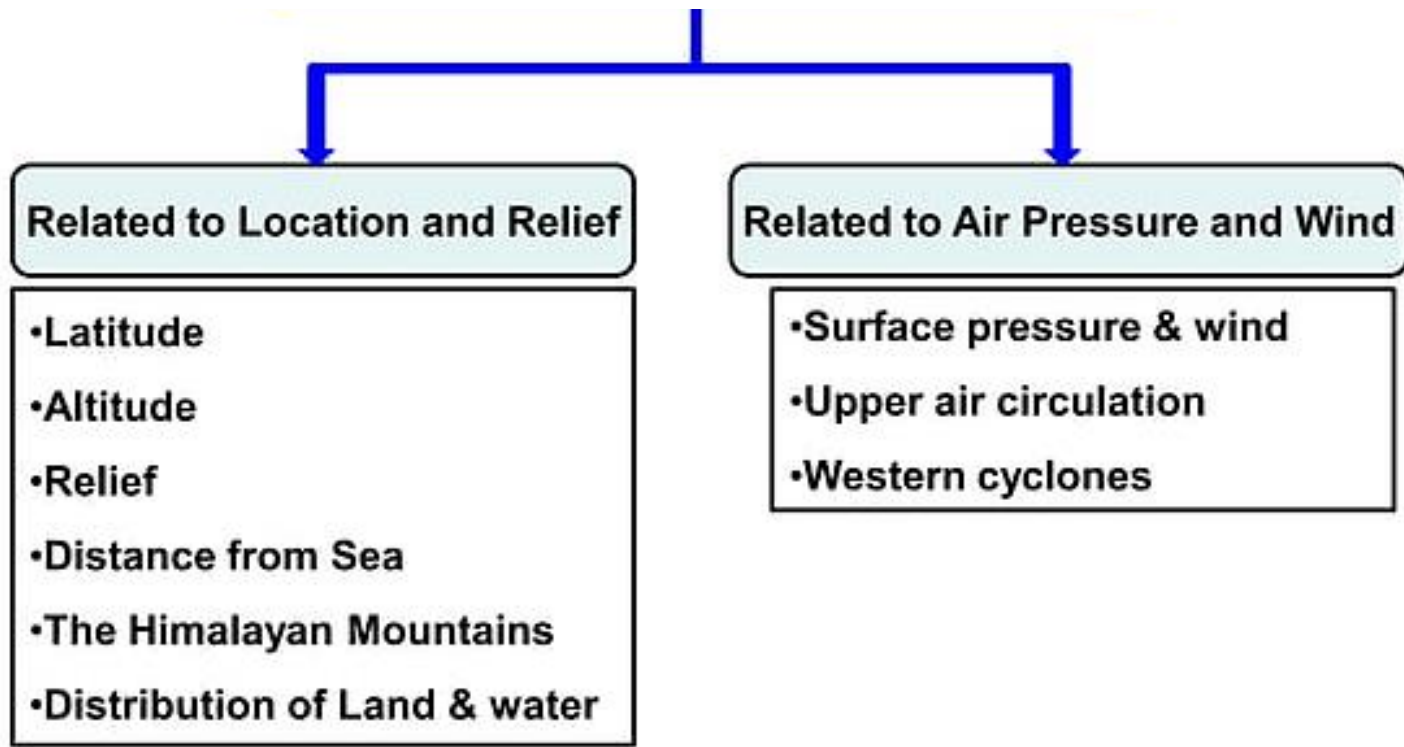 Related to Location and Relief
•Latitude
•Altitude
•Relief
•Distance from Sea
•The Himalayan Mountains
•Distribution of Land & water
Related to Air Pressure and Wind
•Surface pressure & wind
•Upper air circulation
•Western cyclones